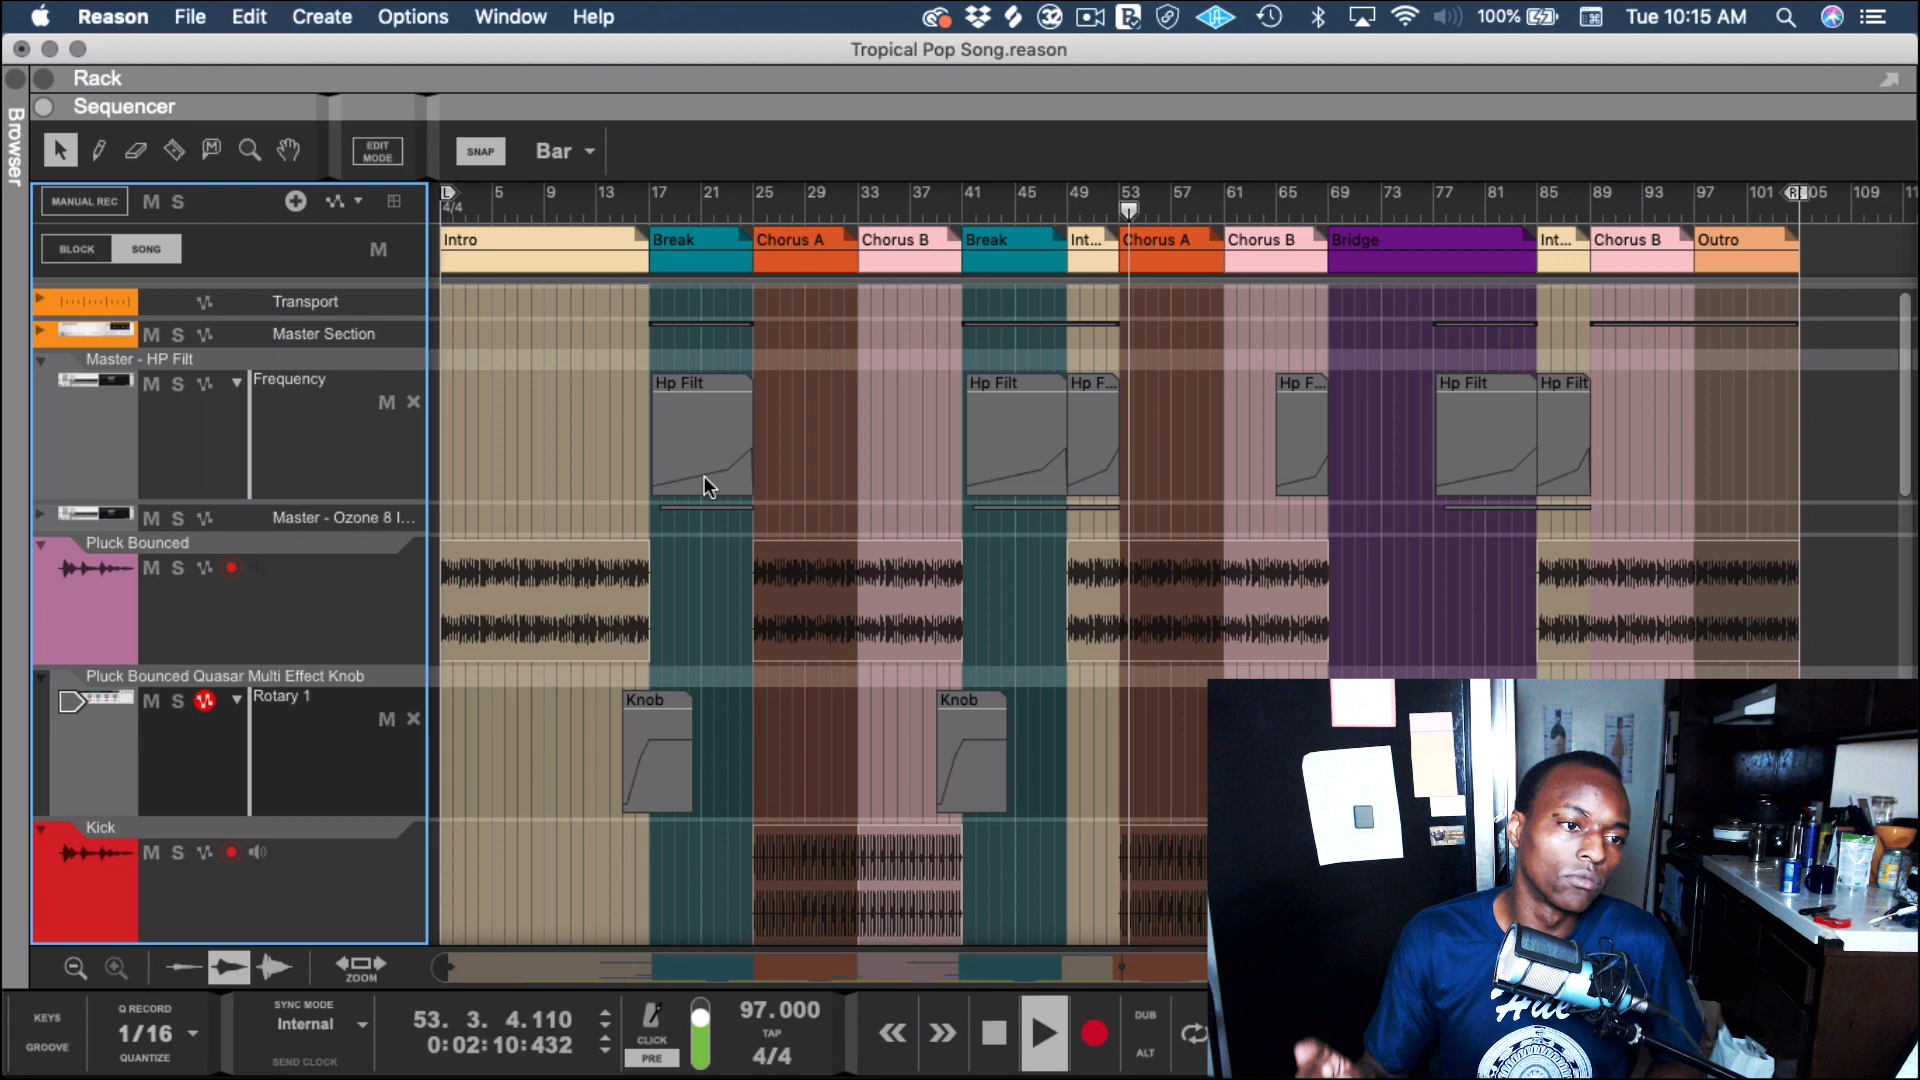 Reason File Edit Create Options Window Help
32
100%
Tue 10:15 AM
Tropical Pop Song.reason
Rack
Sequencer
Browser
EDIT MODE
SNAP
Bar
MANUAL REC M S
5 9 13 17 21 25 29 33 37 41 45 49 53 57 61 65 69 73 77 81 85 89 93 97 101 105 109
L
4/4
R
BLOCK SONG M
Intro Break Chorus A Chorus B Break Int... Chorus A Chorus B Bridge Int... Chorus B Outro
Transport
M S Master Section
Master - HP Filt
M S Frequency
M
Hp Filt Hp Filt Hp F... Hp F... Hp Filt Hp Filt
M S Master - Ozone 8 I...
Pluck Bounced
M S
Pluck Bounced Quasar Multi Effect Knob
M S Rotary 1
M
Knob Knob
Kick
M S
ZOOM
KEYS
GROOVE
Q RECORD
1/16
QUANTIZE
SYNC MODE
Internal
SEND CLOCK
53. 3. 4.110
0:02:10:432
CLICK
PRE
97.000
TAP
4/4
DUB
ALT